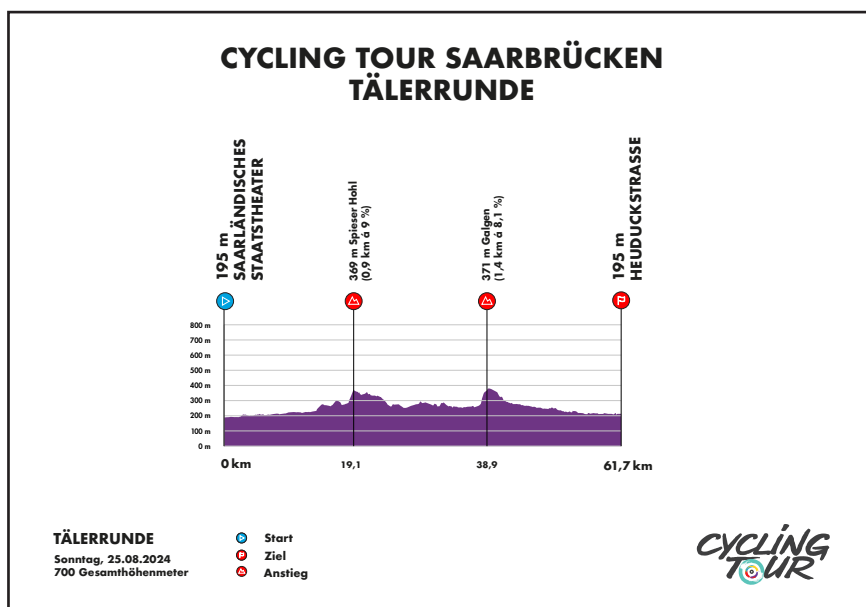 CYCLING TOUR SAARBRÜCKEN
TÄLERRUNDE
195 m
SAARLÄNDISCHES
STAATSTHEATER
369 m Spieser Hohl
(0,9 km á 9 %)
371 m Galgen
(1,4 km á 8,1 %)
195 m
HEUDUCKSTRASSE
800 m
700 m
600 m
500 m
400 m
300 m
200 m
100 m
0 m
0 km
19,1
38,9
61,7 km
TÄLERRUNDE
Sonntag, 25.08.2024
700 Gesamthöhenmeter
Start
Ziel
Anstieg
CYCLING
TOUR